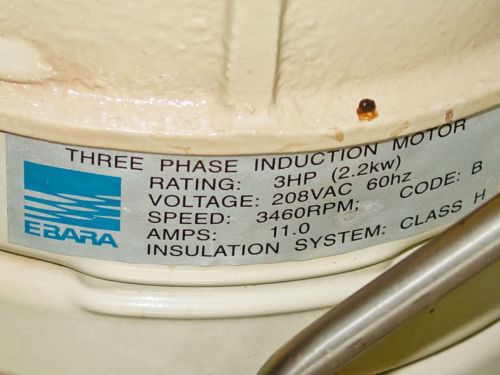 THREE PHASE INDUCTION MOTOR
RATING: 3HP (2.2kw)
VOLTAGE: 208VAC 60hz
SPEED: 3460RPM; CODE: B
AMPS: 11.0
INSULATION SYSTEM: CLASS H
EBARA